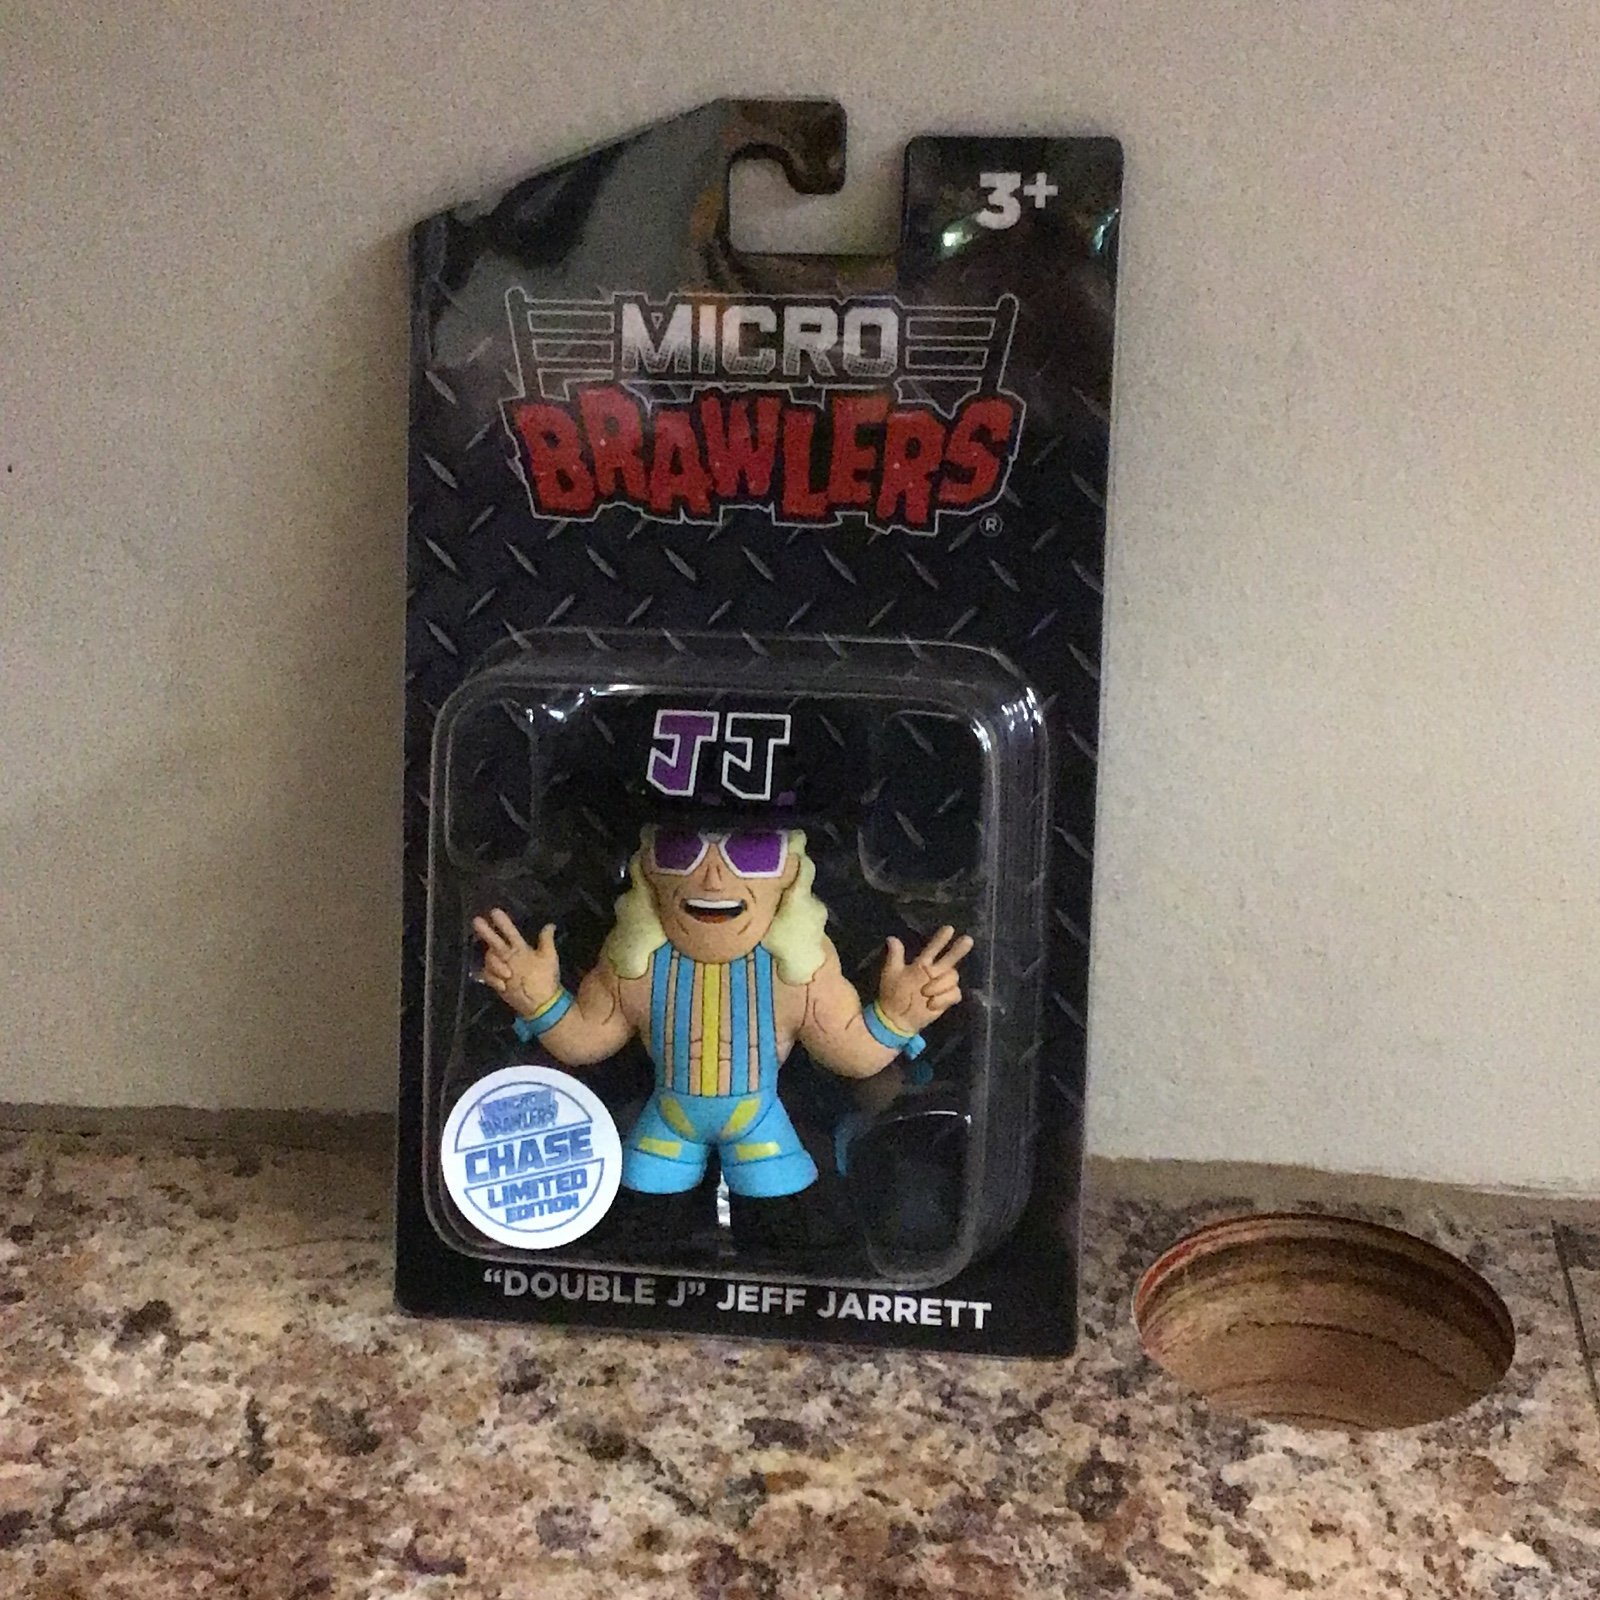 3+
MICRO
BRAWLERS
®
JJ
MICRO
BRAWLERS
CHASE
LIMITED
EDITION
“DOUBLE J” JEFF JARRETT